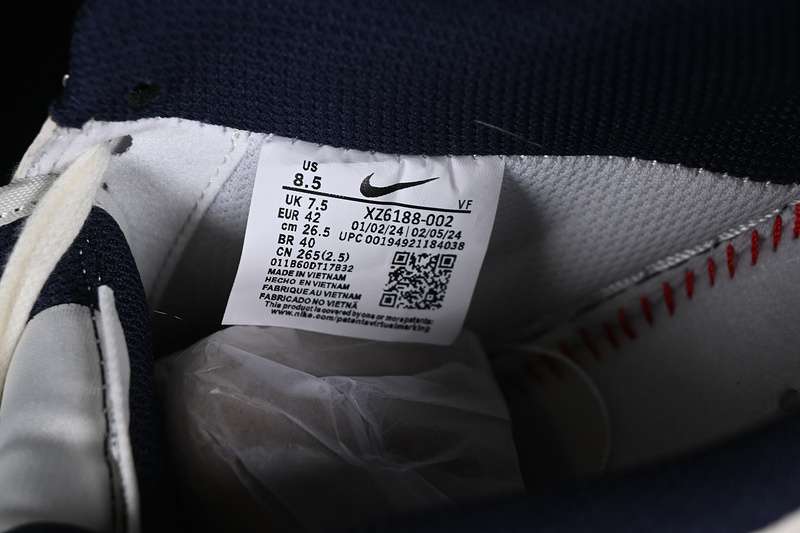 US
8.5
VF
UK 7.5
XZ6188-002
EUR 42
01/02/24 | 02/05/24
cm 26.5
UPC 00194921184038
BR 40
CN 265(2.5)
011B60DT17B32
MADE IN VIETNAM
HECHO EN VIETNAM
FABRIQUE AU VIETNAM
FABRICADO NO VIETNÃ
This product is covered by one or more patents:
www.nike.com/patentsvirtualmarking